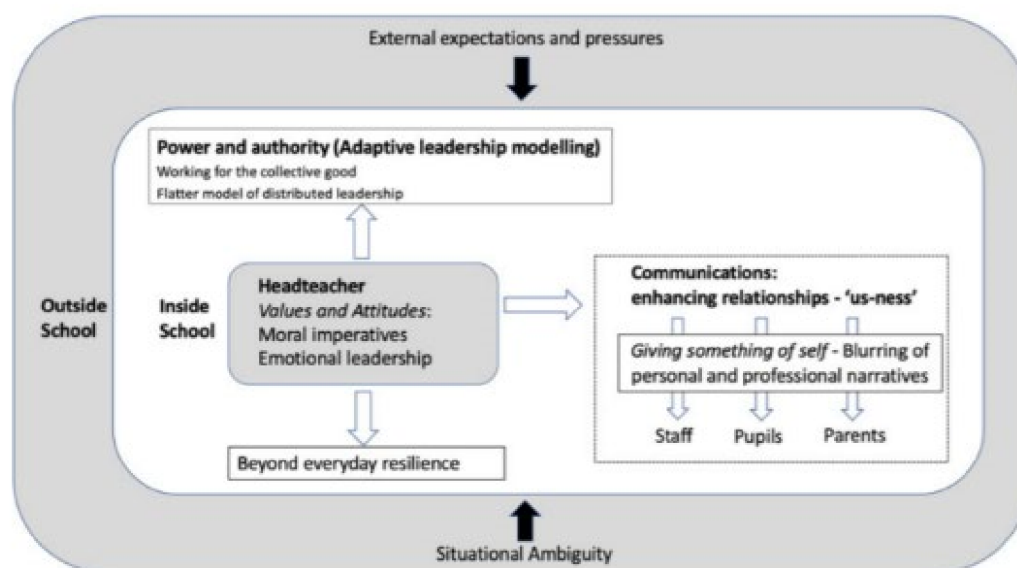 External expectations and pressures
Power and authority (Adaptive leadership modelling)
Working for the collective good
Flatter model of distributed leadership
Outside
School
Inside
School
Headteacher
Values and Attitudes:
Moral imperatives
Emotional leadership
Communications:
enhancing relationships - ‘us-ness’
Giving something of self - Blurring of
personal and professional narratives
Staff
Pupils
Parents
Beyond everyday resilience
Situational Ambiguity